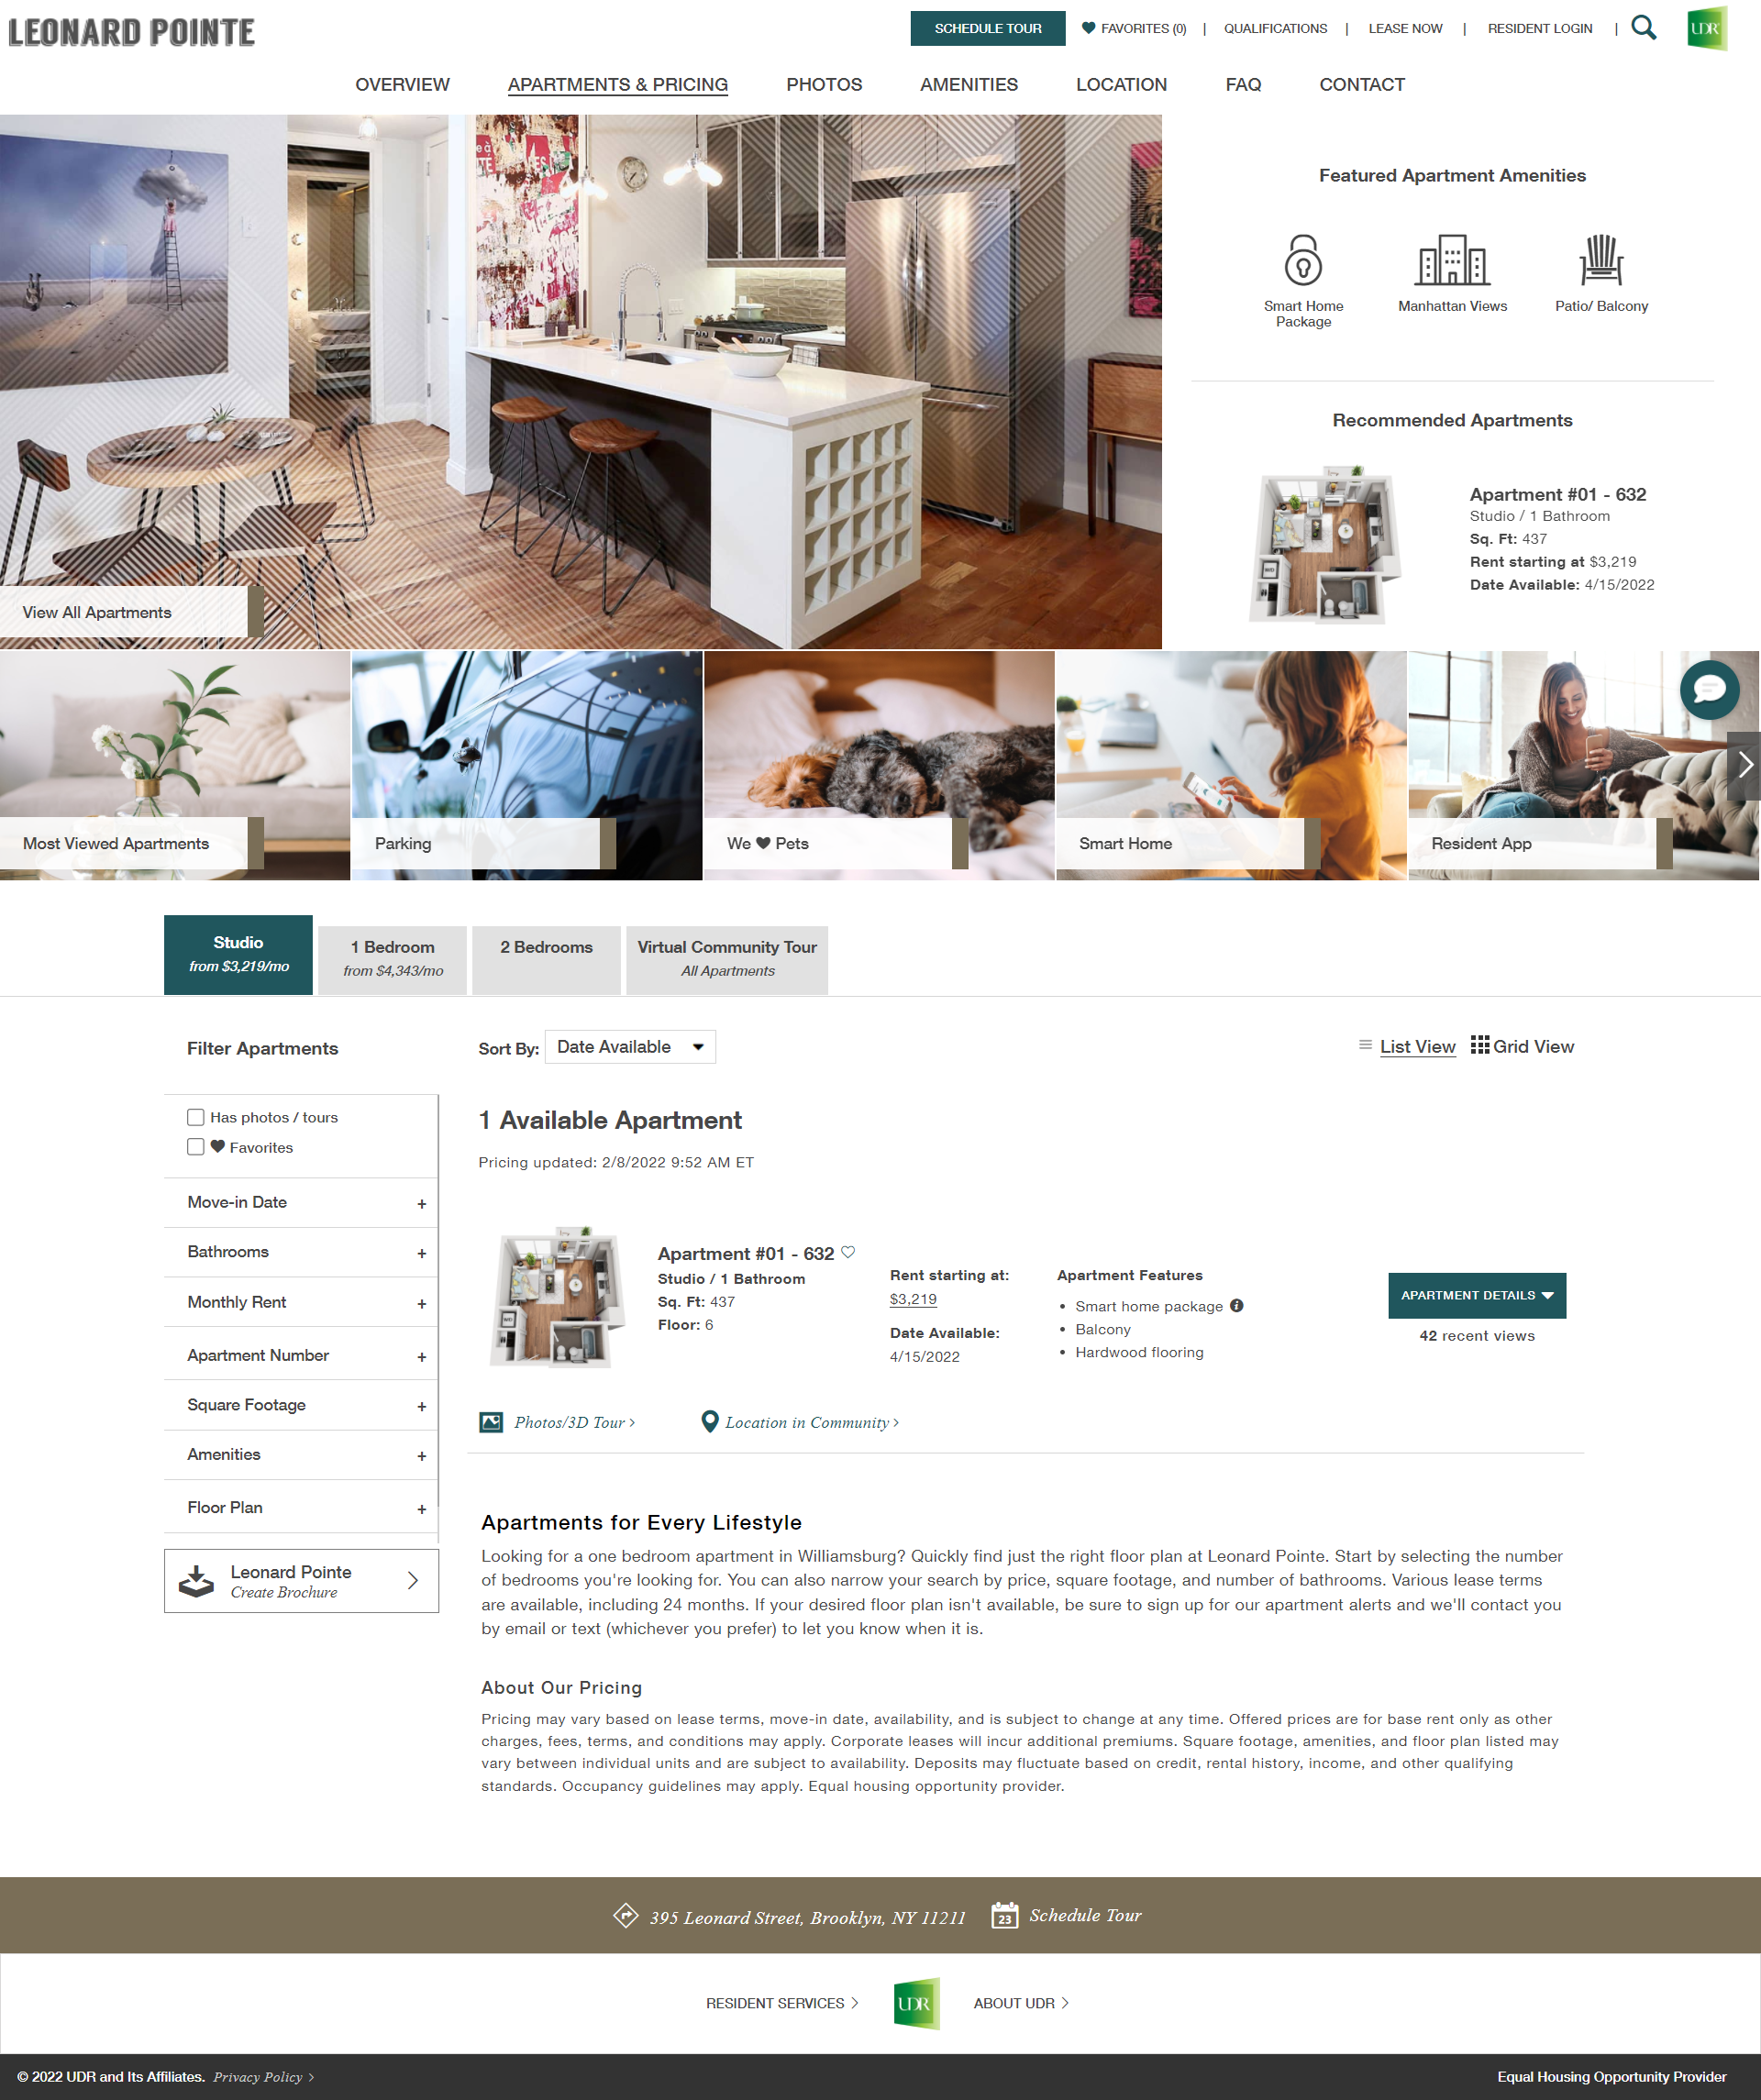 LEONARD POINTE
SCHEDULE TOUR
FAVORITES (0) | QUALIFICATIONS | LEASE NOW | RESIDENT LOGIN |
UDR
OVERVIEW APARTMENTS & PRICING PHOTOS AMENITIES LOCATION FAQ CONTACT
View All Apartments
Featured Apartment Amenities
Smart Home Package
Manhattan Views
Patio/ Balcony
Recommended Apartments
Apartment #01 - 632
Studio / 1 Bathroom
Sq. Ft: 437
Rent starting at $3,219
Date Available: 4/15/2022
Most Viewed Apartments
Parking
We ♥ Pets
Smart Home
Resident App
Studio
from $3,219/mo
1 Bedroom
from $4,343/mo
2 Bedrooms
Virtual Community Tour
All Apartments
Filter Apartments
Has photos / tours
Favorites
Move-in Date +
Bathrooms +
Monthly Rent +
Apartment Number +
Square Footage +
Amenities +
Floor Plan +
Leonard Pointe
Create Brochure
Sort By: Date Available
List View Grid View
1 Available Apartment
Pricing updated: 2/8/2022 9:52 AM ET
Apartment #01 - 632
Studio / 1 Bathroom
Sq. Ft: 437
Floor: 6
Rent starting at:
$3,219
Date Available:
4/15/2022
Apartment Features
• Smart home package
• Balcony
• Hardwood flooring
APARTMENT DETAILS
42 recent views
Photos/3D Tour >
Location in Community >
Apartments for Every Lifestyle
Looking for a one bedroom apartment in Williamsburg? Quickly find just the right floor plan at Leonard Pointe. Start by selecting the number
of bedrooms you're looking for. You can also narrow your search by price, square footage, and number of bathrooms. Various lease terms
are available, including 24 months. If your desired floor plan isn't available, be sure to sign up for our apartment alerts and we'll contact you
by email or text (whichever you prefer) to let you know when it is.
About Our Pricing
Pricing may vary based on lease terms, move-in date, availability, and is subject to change at any time. Offered prices are for base rent only as other
charges, fees, terms, and conditions may apply. Corporate leases will incur additional premiums. Square footage, amenities, and floor plan listed may
vary between individual units and are subject to availability. Deposits may fluctuate based on credit, rental history, income, and other qualifying
standards. Occupancy guidelines may apply. Equal housing opportunity provider.
395 Leonard Street, Brooklyn, NY 11211
23
Schedule Tour
RESIDENT SERVICES >
UDR
ABOUT UDR >
© 2022 UDR and Its Affiliates. Privacy Policy >
Equal Housing Opportunity Provider